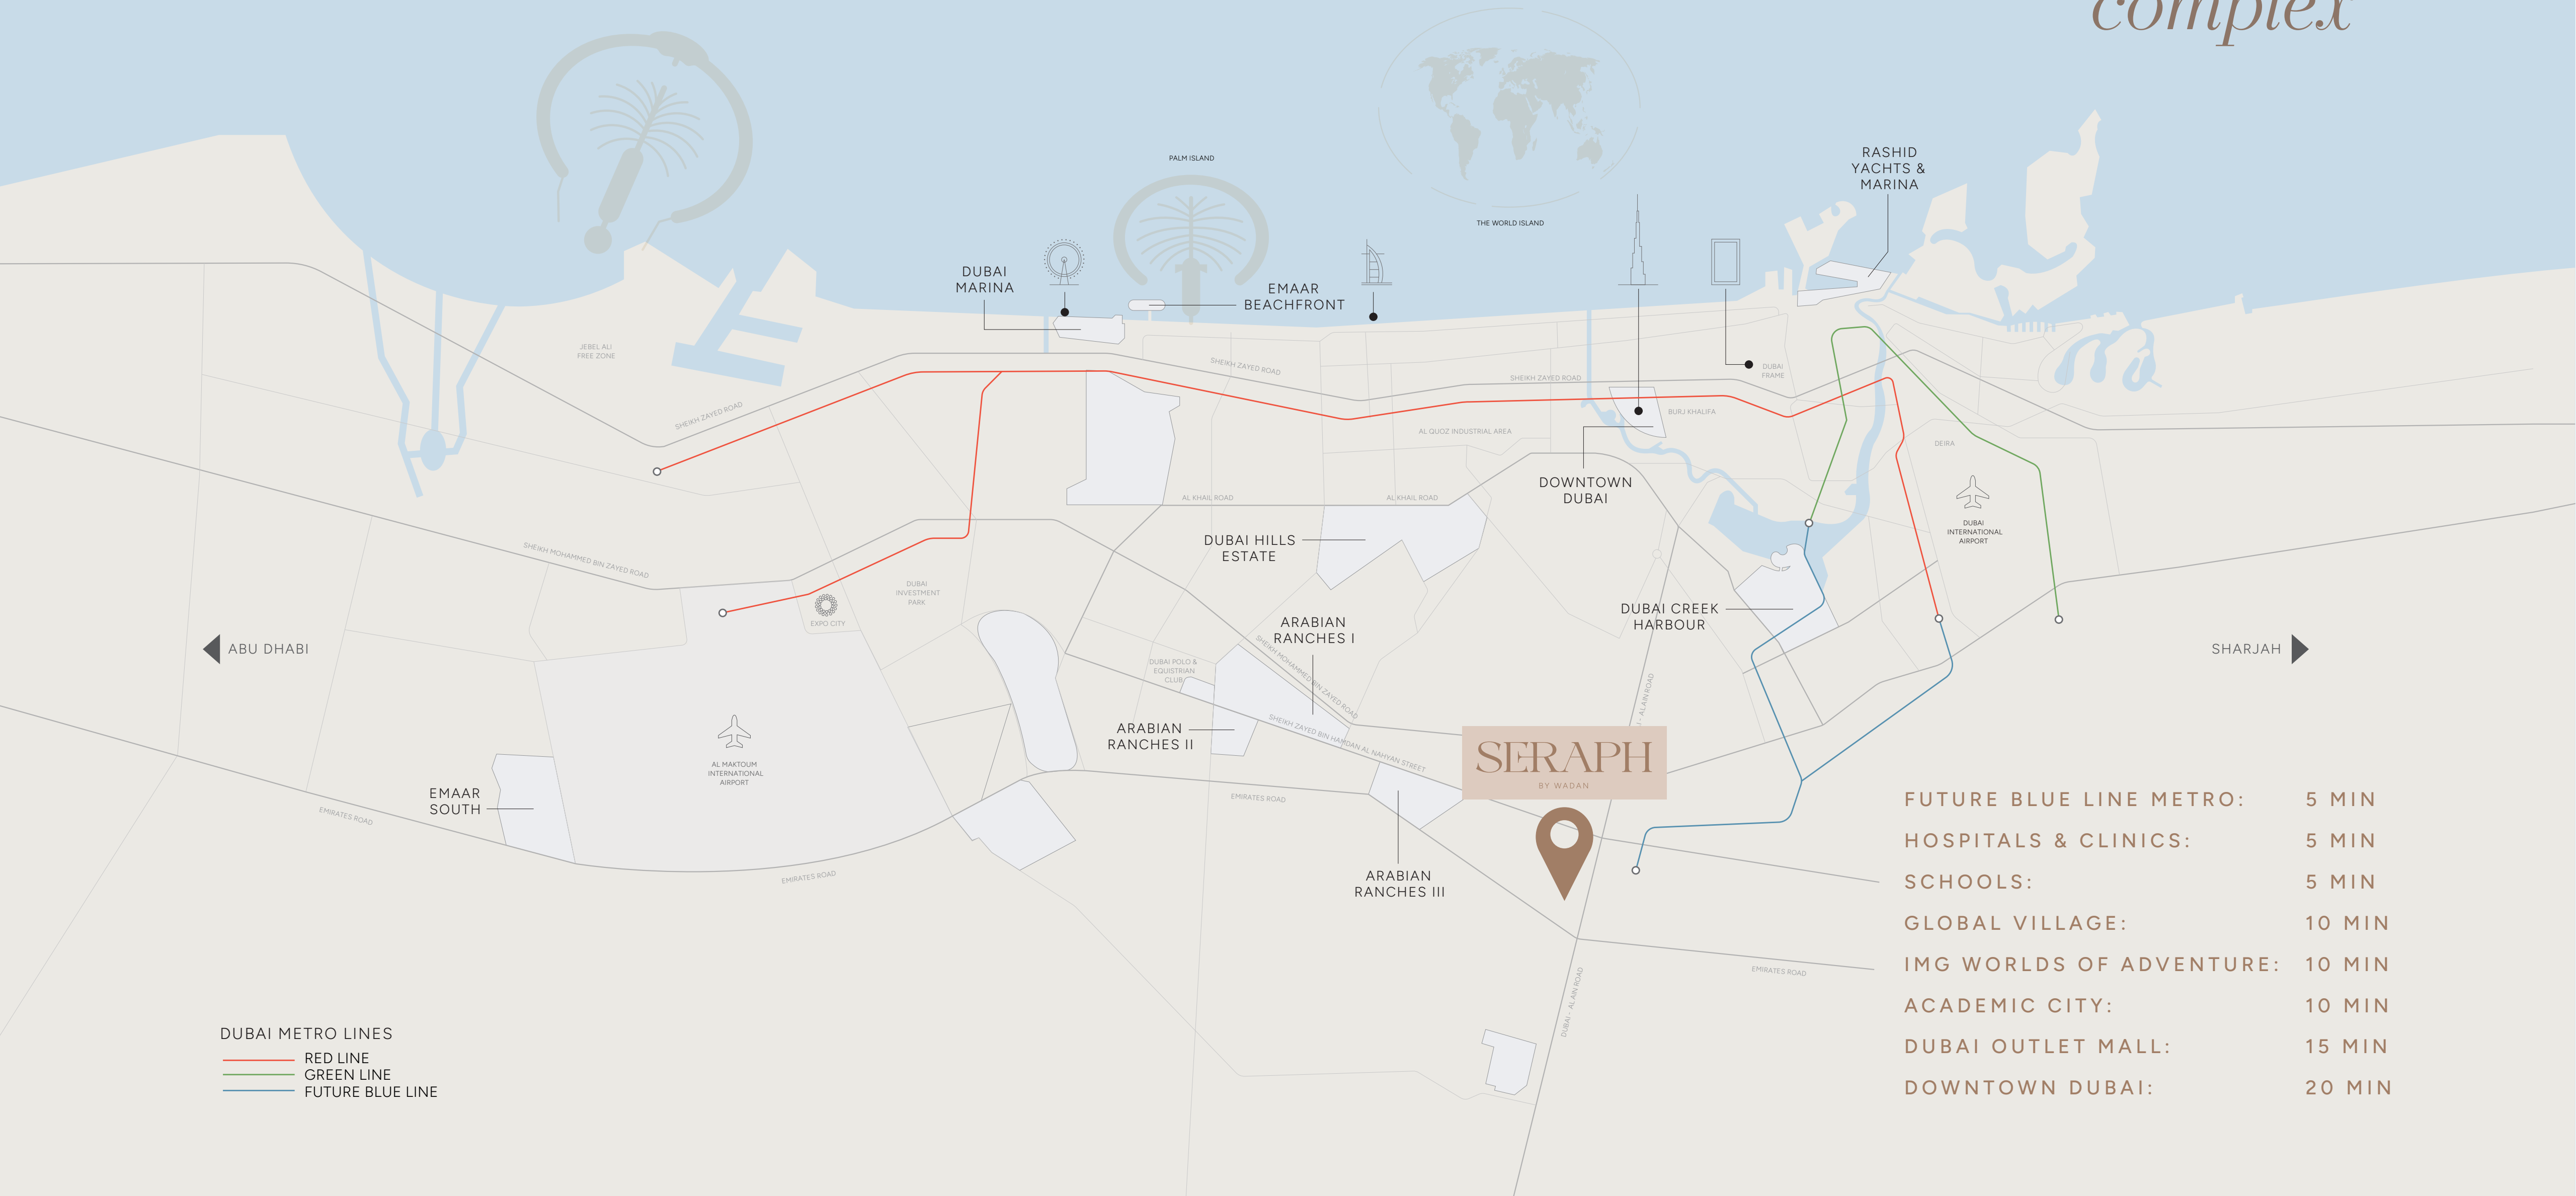 complex
RASHID
YACHTS &
MARINA
PALM ISLAND
THE WORLD ISLAND
DUBAI
MARINA
EMAAR
BEACHFRONT
JEBEL ALI
FREE ZONE
SHEIKH ZAYED ROAD
SHEIKH ZAYED ROAD
SHEIKH ZAYED ROAD
DUBAI
FRAME
BURJ KHALIFA
AL QUOZ INDUSTRIAL AREA
DEIRA
DOWNTOWN
DUBAI
AL KHAIL ROAD
AL KHAIL ROAD
DUBAI
INTERNATIONAL
AIRPORT
DUBAI HILLS
ESTATE
SHEIKH MOHAMMED BIN ZAYED ROAD
DUBAI
INVESTMENT
PARK
EXPO CITY
DUBAI CREEK
HARBOUR
ARABIAN
RANCHES I
ABU DHABI
SHARJAH
DUBAI POLO &
EQUISTRIAN
CLUB
SHEIKH MOHAMMED BIN ZAYED ROAD
SHEIKH ZAYED BIN HAMDAN AL NAHYAN STREET
- ALAIN ROAD
ARABIAN
RANCHES II
SERAPH
BY WADAN
AL MAKTOUM
INTERNATIONAL
AIRPORT
EMAAR
SOUTH
EMIRATES ROAD
EMIRATES ROAD
EMIRATES ROAD
ARABIAN
RANCHES III
EMIRATES ROAD
DUBAI - AL AIN ROAD
FUTURE BLUE LINE METRO: 5 MIN
HOSPITALS & CLINICS: 5 MIN
SCHOOLS: 5 MIN
GLOBAL VILLAGE: 10 MIN
IMG WORLDS OF ADVENTURE: 10 MIN
ACADEMIC CITY: 10 MIN
DUBAI OUTLET MALL: 15 MIN
DOWNTOWN DUBAI: 20 MIN
DUBAI METRO LINES
RED LINE
GREEN LINE
FUTURE BLUE LINE